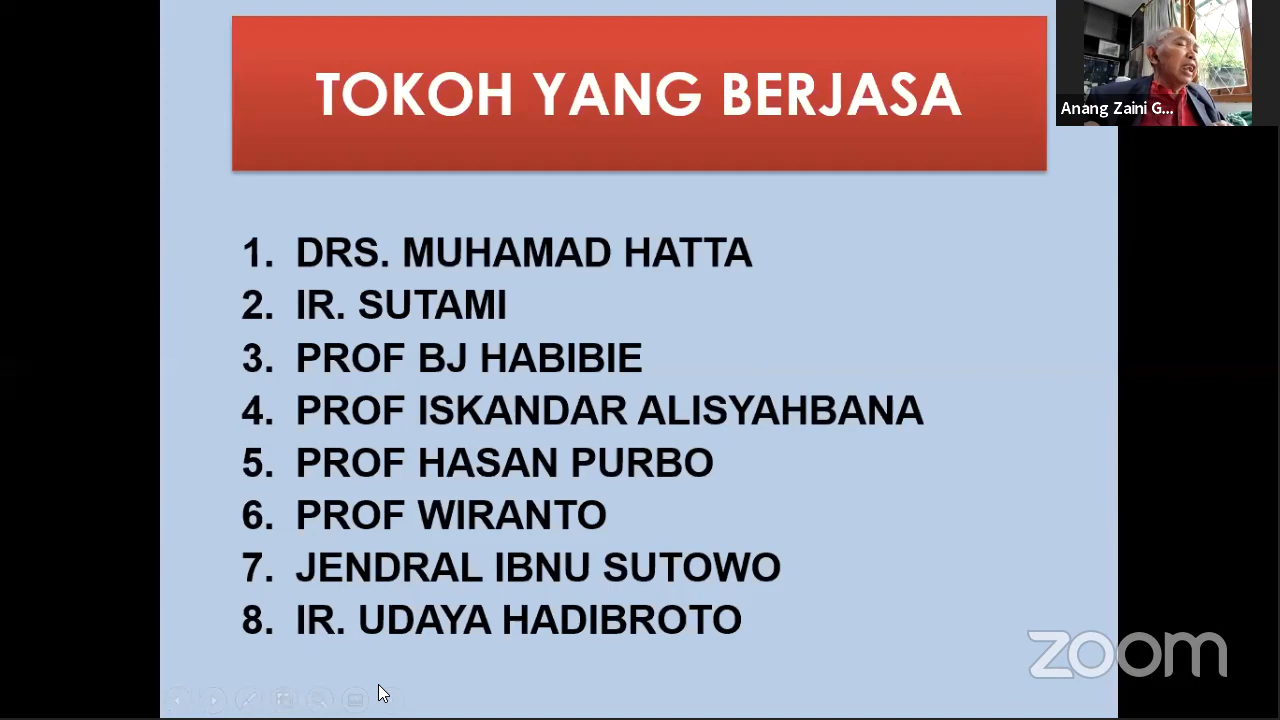 TOKOH YANG BERJASA
Anang Zaini G...
1. DRS. MUHAMAD HATTA
2. IR. SUTAMI
3. PROF BJ HABIBIE
4. PROF ISKANDAR ALISYAHBANA
5. PROF HASAN PURBO
6. PROF WIRANTO
7. JENDRAL IBNU SUTOWO
8. IR. UDAYA HADIBROTO
zoom